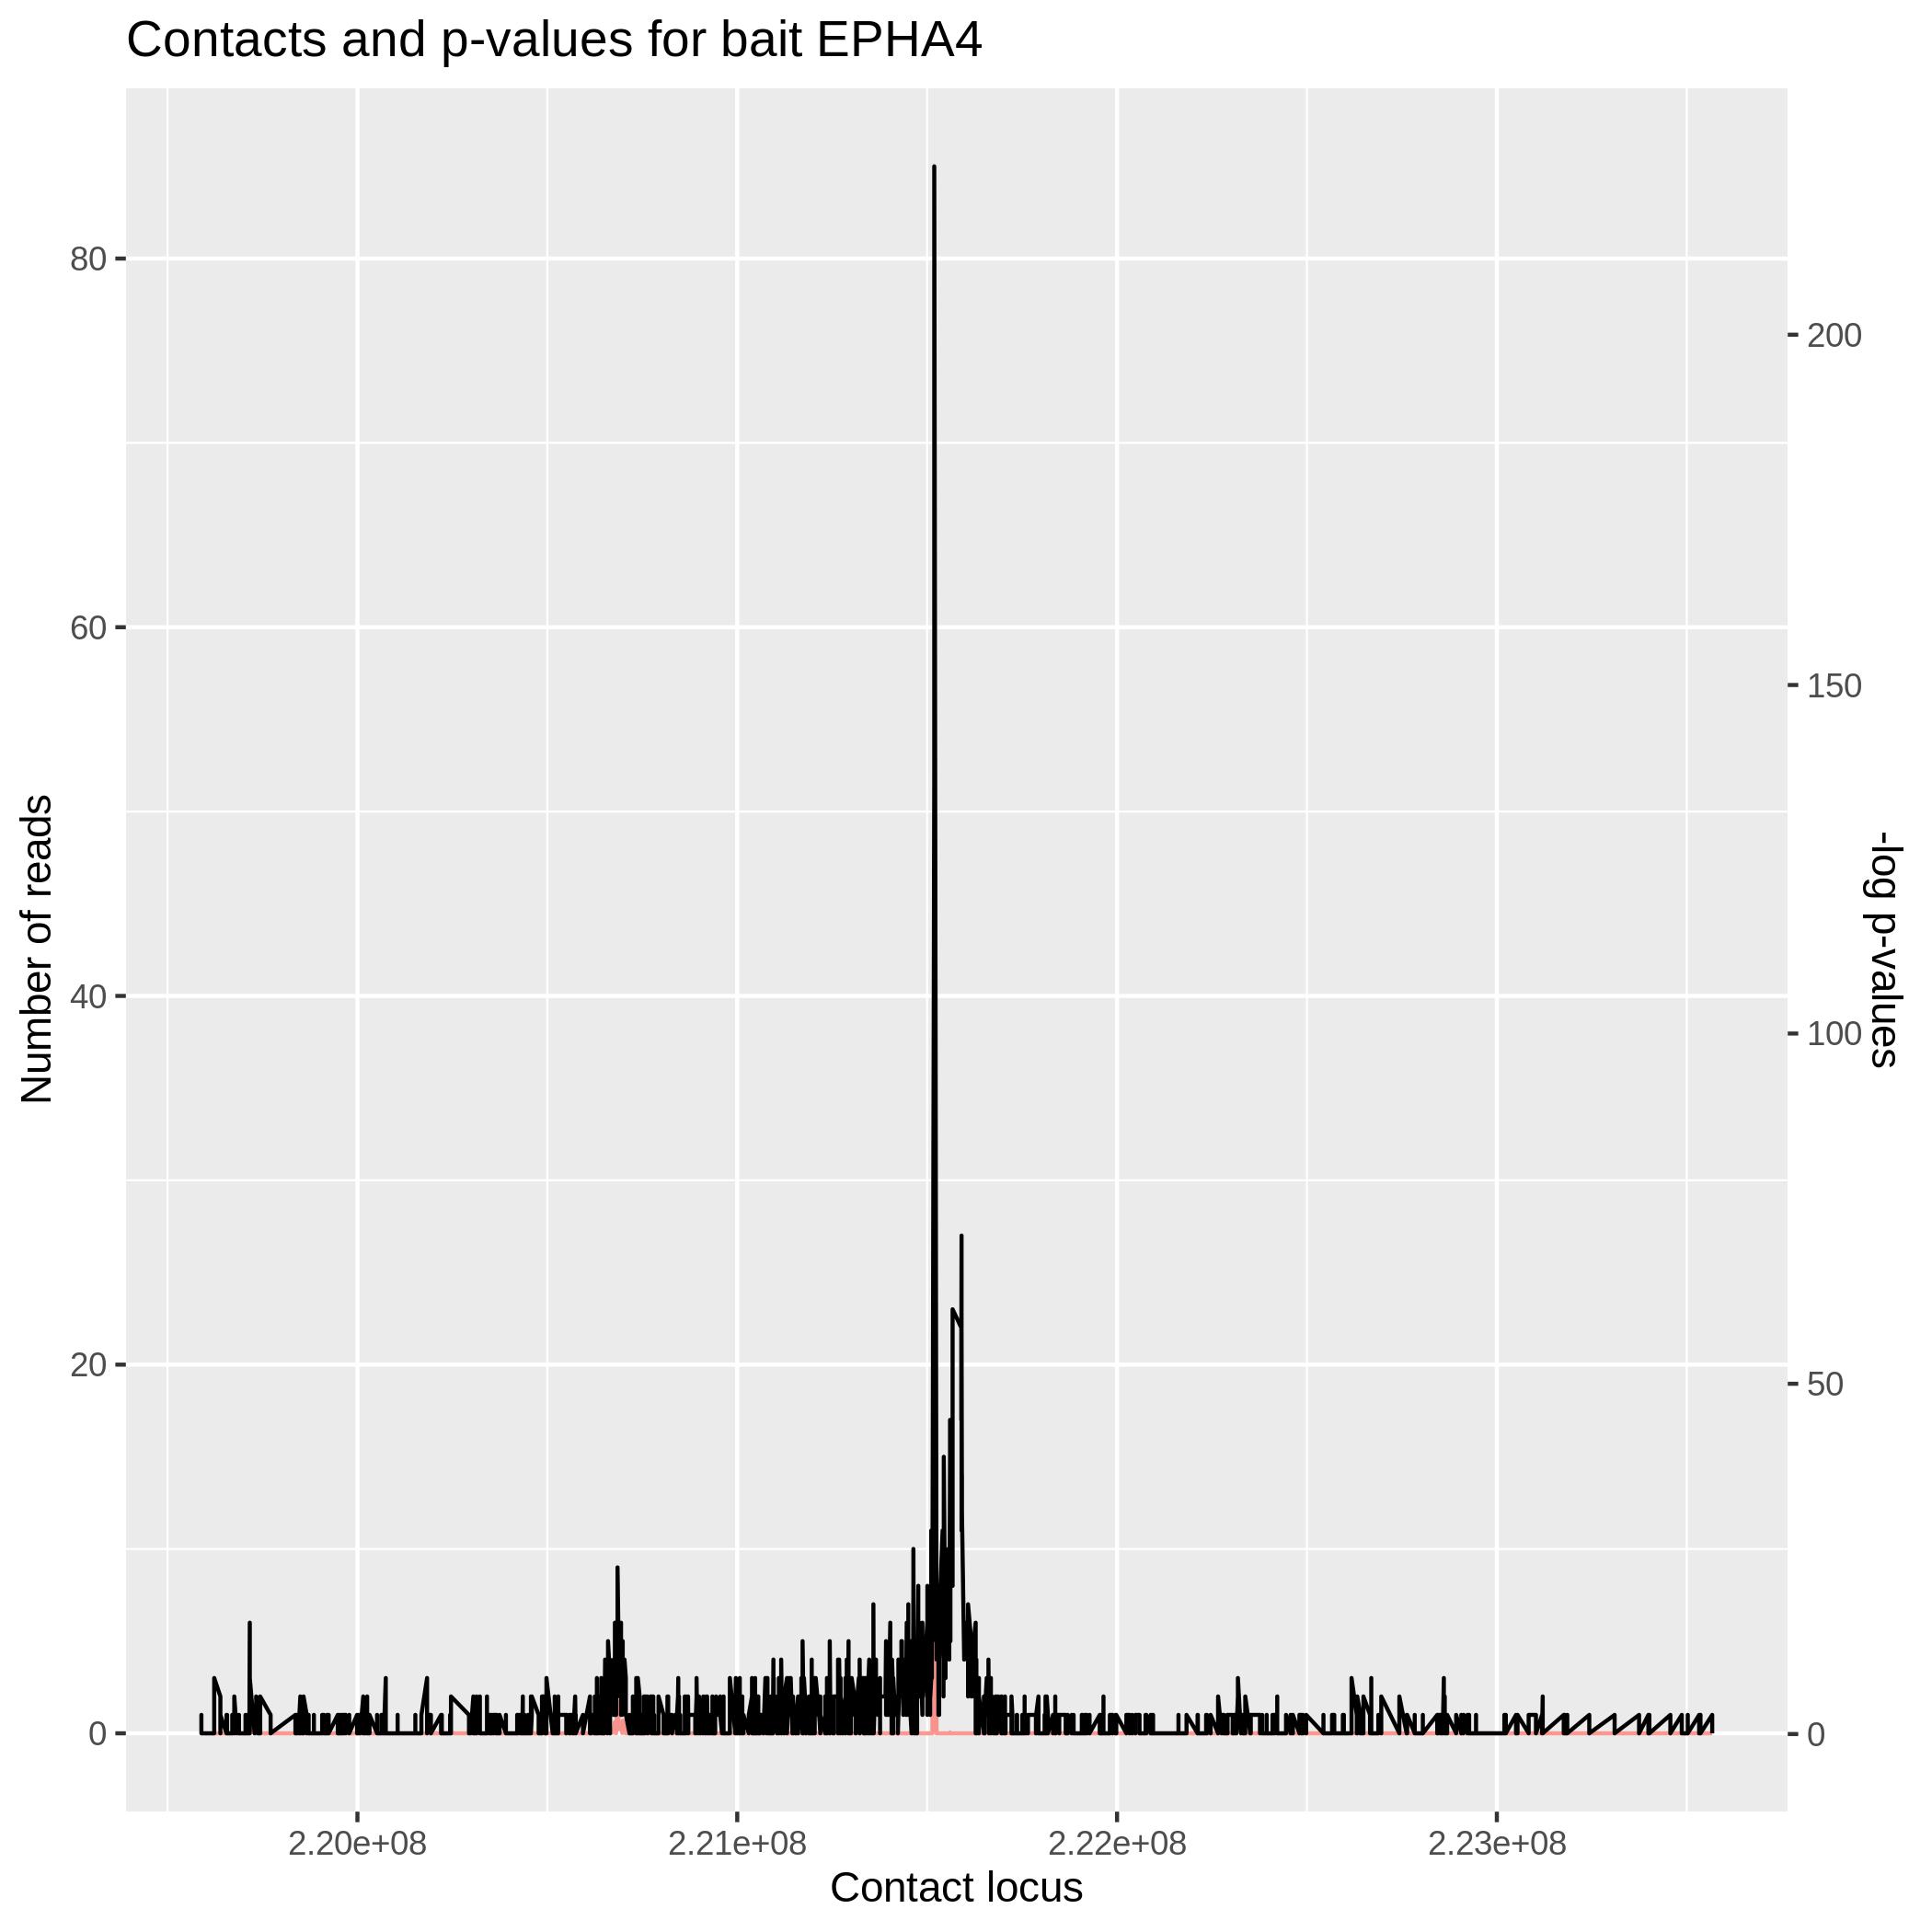 Contacts and p-values for bait EPHA4
80
60
40
20
0
Number of reads
200
150
100
50
0
-log p-values
2.20e+08 2.21e+08 2.22e+08 2.23e+08
Contact locus